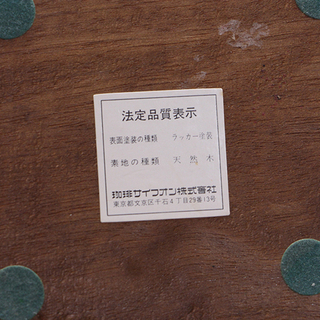 法定品質表示
表面塗装の種類 ラッカー塗装
素地の種類 天然木
珈琲サイフオン株式會社
東京都文京区千石4丁目29番13号